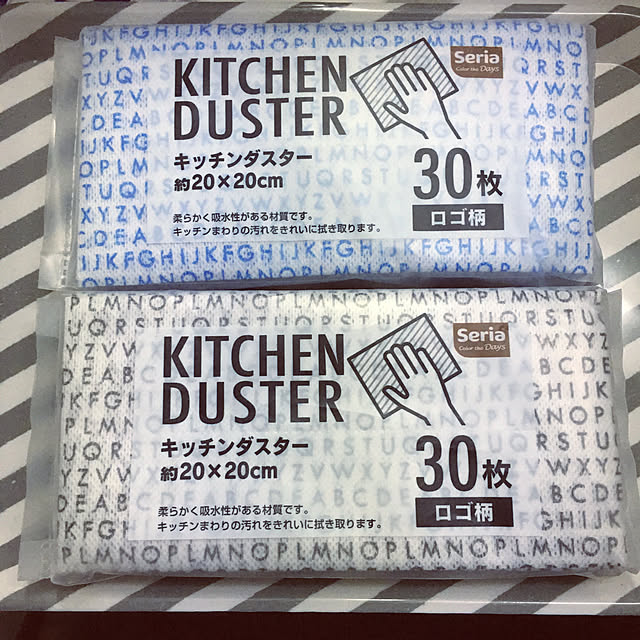 KITCHEN
DUSTER
Seria
Color the Days
キッチンダスター
約20×20cm
30枚
ロゴ柄
柔らかく吸水性がある材質です。
キッチンまわりの汚れをきれいに拭き取ります。
KITCHEN
DUSTER
Seria
Color the Days
キッチンダスター
約20×20cm
30枚
ロゴ柄
柔らかく吸水性がある材質です。
キッチンまわりの汚れをきれいに拭き取ります。